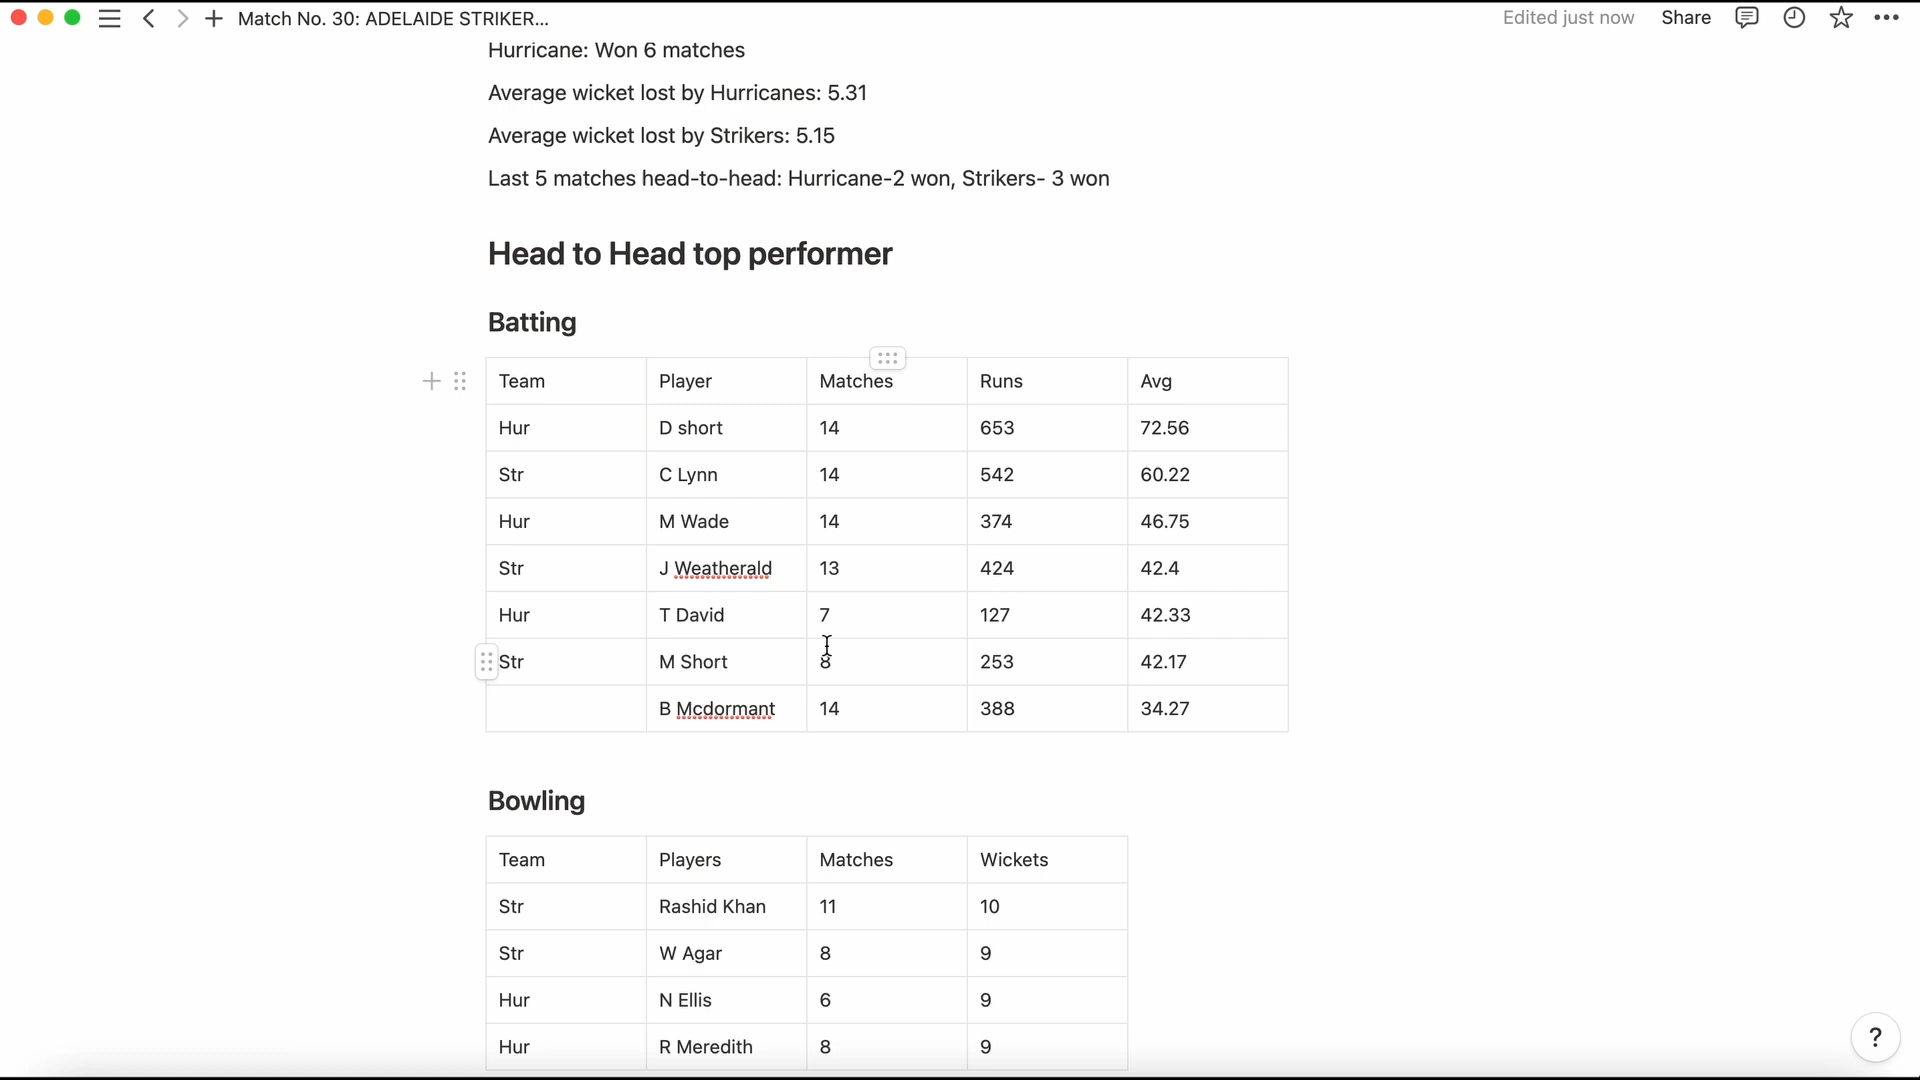 Match No. 30: ADELAIDE STRIKER...
Edited just now
Share
Hurricane: Won 6 matches
Average wicket lost by Hurricanes: 5.31
Average wicket lost by Strikers: 5.15
Last 5 matches head-to-head: Hurricane-2 won, Strikers- 3 won
Head to Head top performer
Batting
Team Player Matches Runs Avg
Hur D short 14 653 72.56
Str C Lynn 14 542 60.22
Hur M Wade 14 374 46.75
Str J Weatherald 13 424 42.4
Hur T David 7 127 42.33
Str M Short 8 253 42.17
B Mcdormant 14 388 34.27
Bowling
Team Players Matches Wickets
Str Rashid Khan 11 10
Str W Agar 8 9
Hur N Ellis 6 9
Hur R Meredith 8 9
?